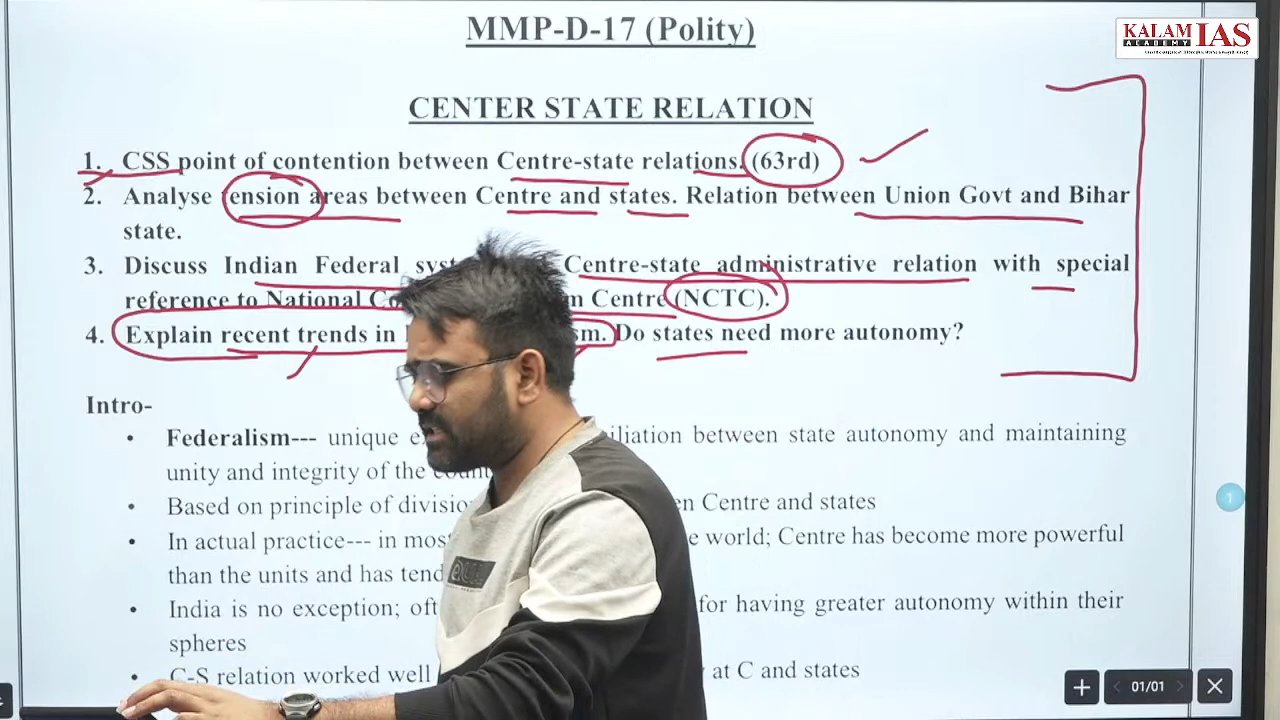 MMP-D-17 (Polity)
KALAM IAS
ACADEMY
CENTER STATE RELATION
1. CSS point of contention between Centre-state relations. (63rd)
2. Analyse tension areas between Centre and states. Relation between Union Govt and Bihar
state.
3. Discuss Indian Federal Centre-state administrative relation with special
reference to National Centre (NCTC).
4. Explain recent trends in Do states need more autonomy?
Intro-
• Federalism--- unique between state autonomy and maintaining
unity and integrity of the
• Based on principle of Centre and states
• In actual practice--- in world; Centre has become more powerful
than the units and has
• India is no exception; for having greater autonomy within their
spheres
• C-S relation worked well at C and states
1
01/01